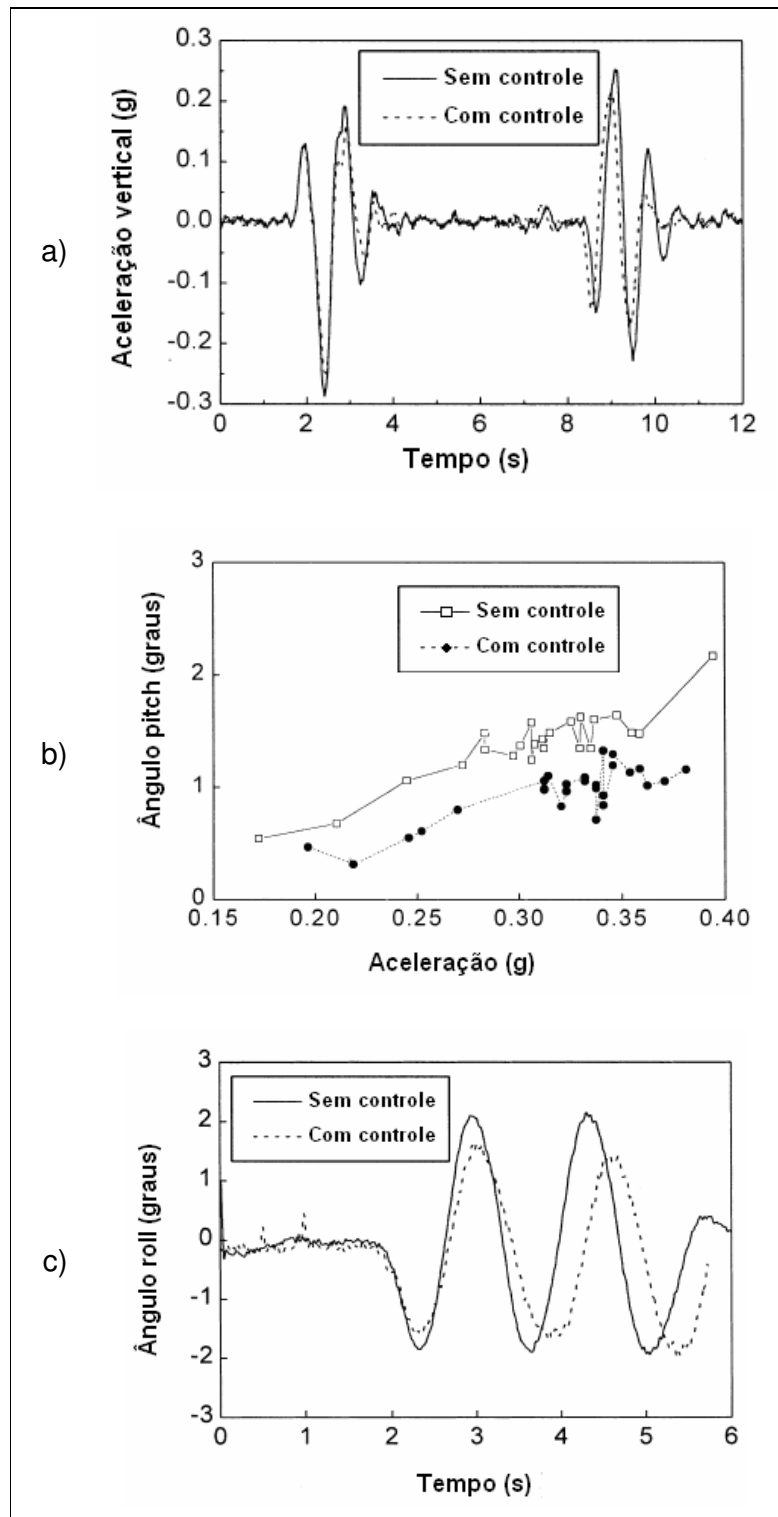 a)
Aceleração vertical (g)
0.3
0.2
0.1
0.0
-0.1
-0.2
-0.3
Sem controle
Com controle
0 2 4 6 8 10 12
Tempo (s)
b)
Ângulo pitch (graus)
3
2
1
0
Sem controle
Com controle
0.15 0.20 0.25 0.30 0.35 0.40
Aceleração (g)
c)
Ângulo roll (graus)
3
2
1
0
-1
-2
-3
Sem controle
Com controle
0 1 2 3 4 5 6
Tempo (s)